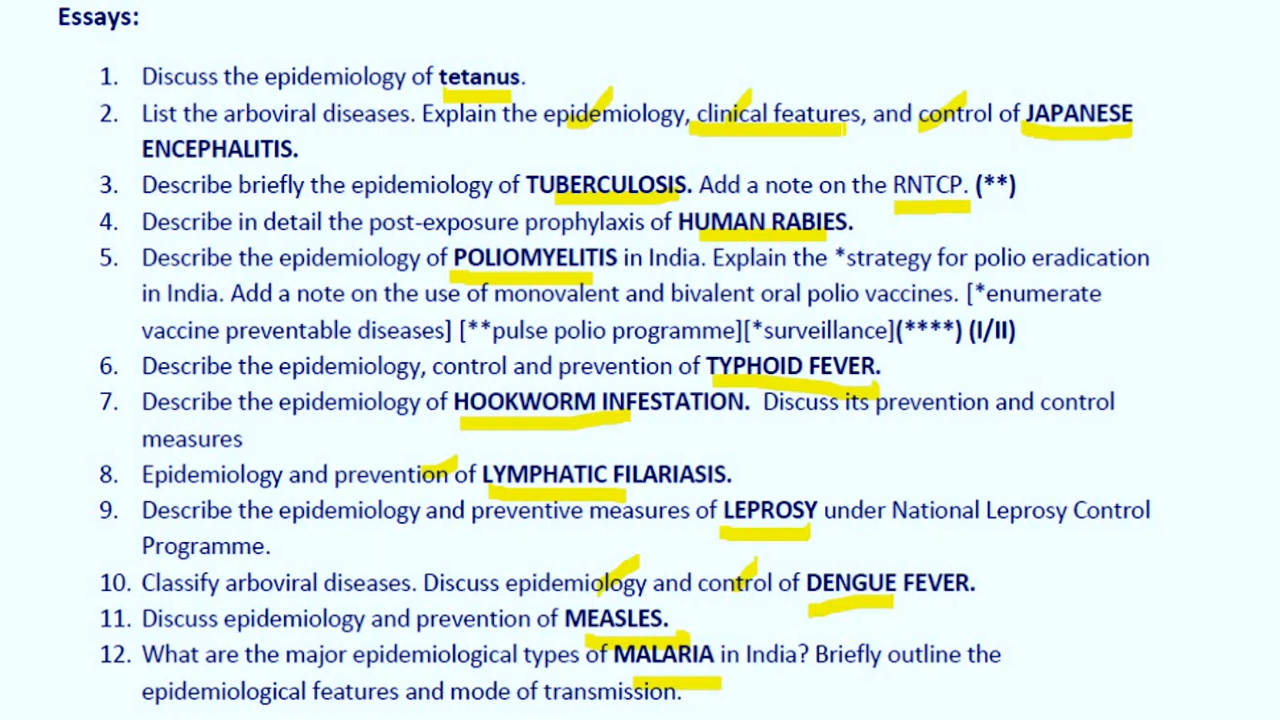 Essays:
1. Discuss the epidemiology of tetanus.
2. List the arboviral diseases. Explain the epidemiology, clinical features, and control of JAPANESE
ENCEPHALITIS.
3. Describe briefly the epidemiology of TUBERCULOSIS. Add a note on the RNTCP. (**)
4. Describe in detail the post-exposure prophylaxis of HUMAN RABIES.
5. Describe the epidemiology of POLIOMYELITIS in India. Explain the *strategy for polio eradication
in India. Add a note on the use of monovalent and bivalent oral polio vaccines. [*enumerate
vaccine preventable diseases] [**pulse polio programme][*surveillance](****) (I/II)
6. Describe the epidemiology, control and prevention of TYPHOID FEVER.
7. Describe the epidemiology of HOOKWORM INFESTATION. Discuss its prevention and control
measures
8. Epidemiology and prevention of LYMPHATIC FILARIASIS.
9. Describe the epidemiology and preventive measures of LEPROSY under National Leprosy Control
Programme.
10. Classify arboviral diseases. Discuss epidemiology and control of DENGUE FEVER.
11. Discuss epidemiology and prevention of MEASLES.
12. What are the major epidemiological types of MALARIA in India? Briefly outline the
epidemiological features and mode of transmission.